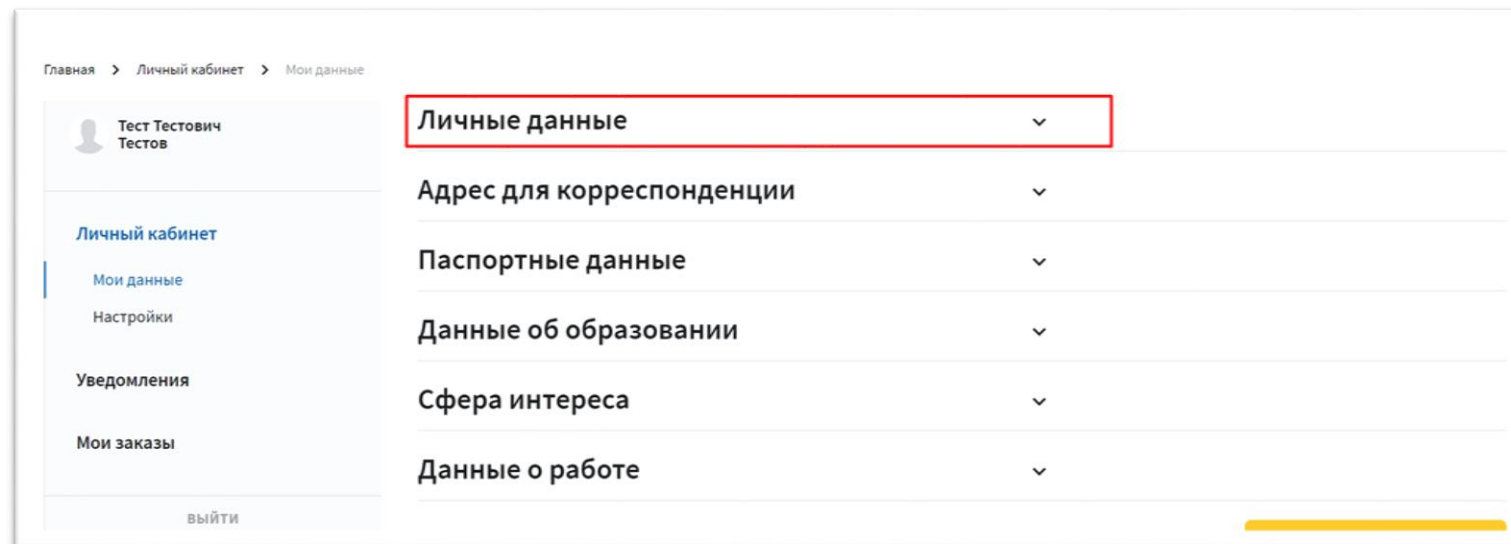 Главная > Личный кабинет > Мои данные
Тест Тестович
Тестов
Личный кабинет
Мои данные
Настройки
Уведомления
Мои заказы
ВЫЙТИ
Личные данные
Адрес для корреспонденции
Паспортные данные
Данные об образовании
Сфера интереса
Данные о работе